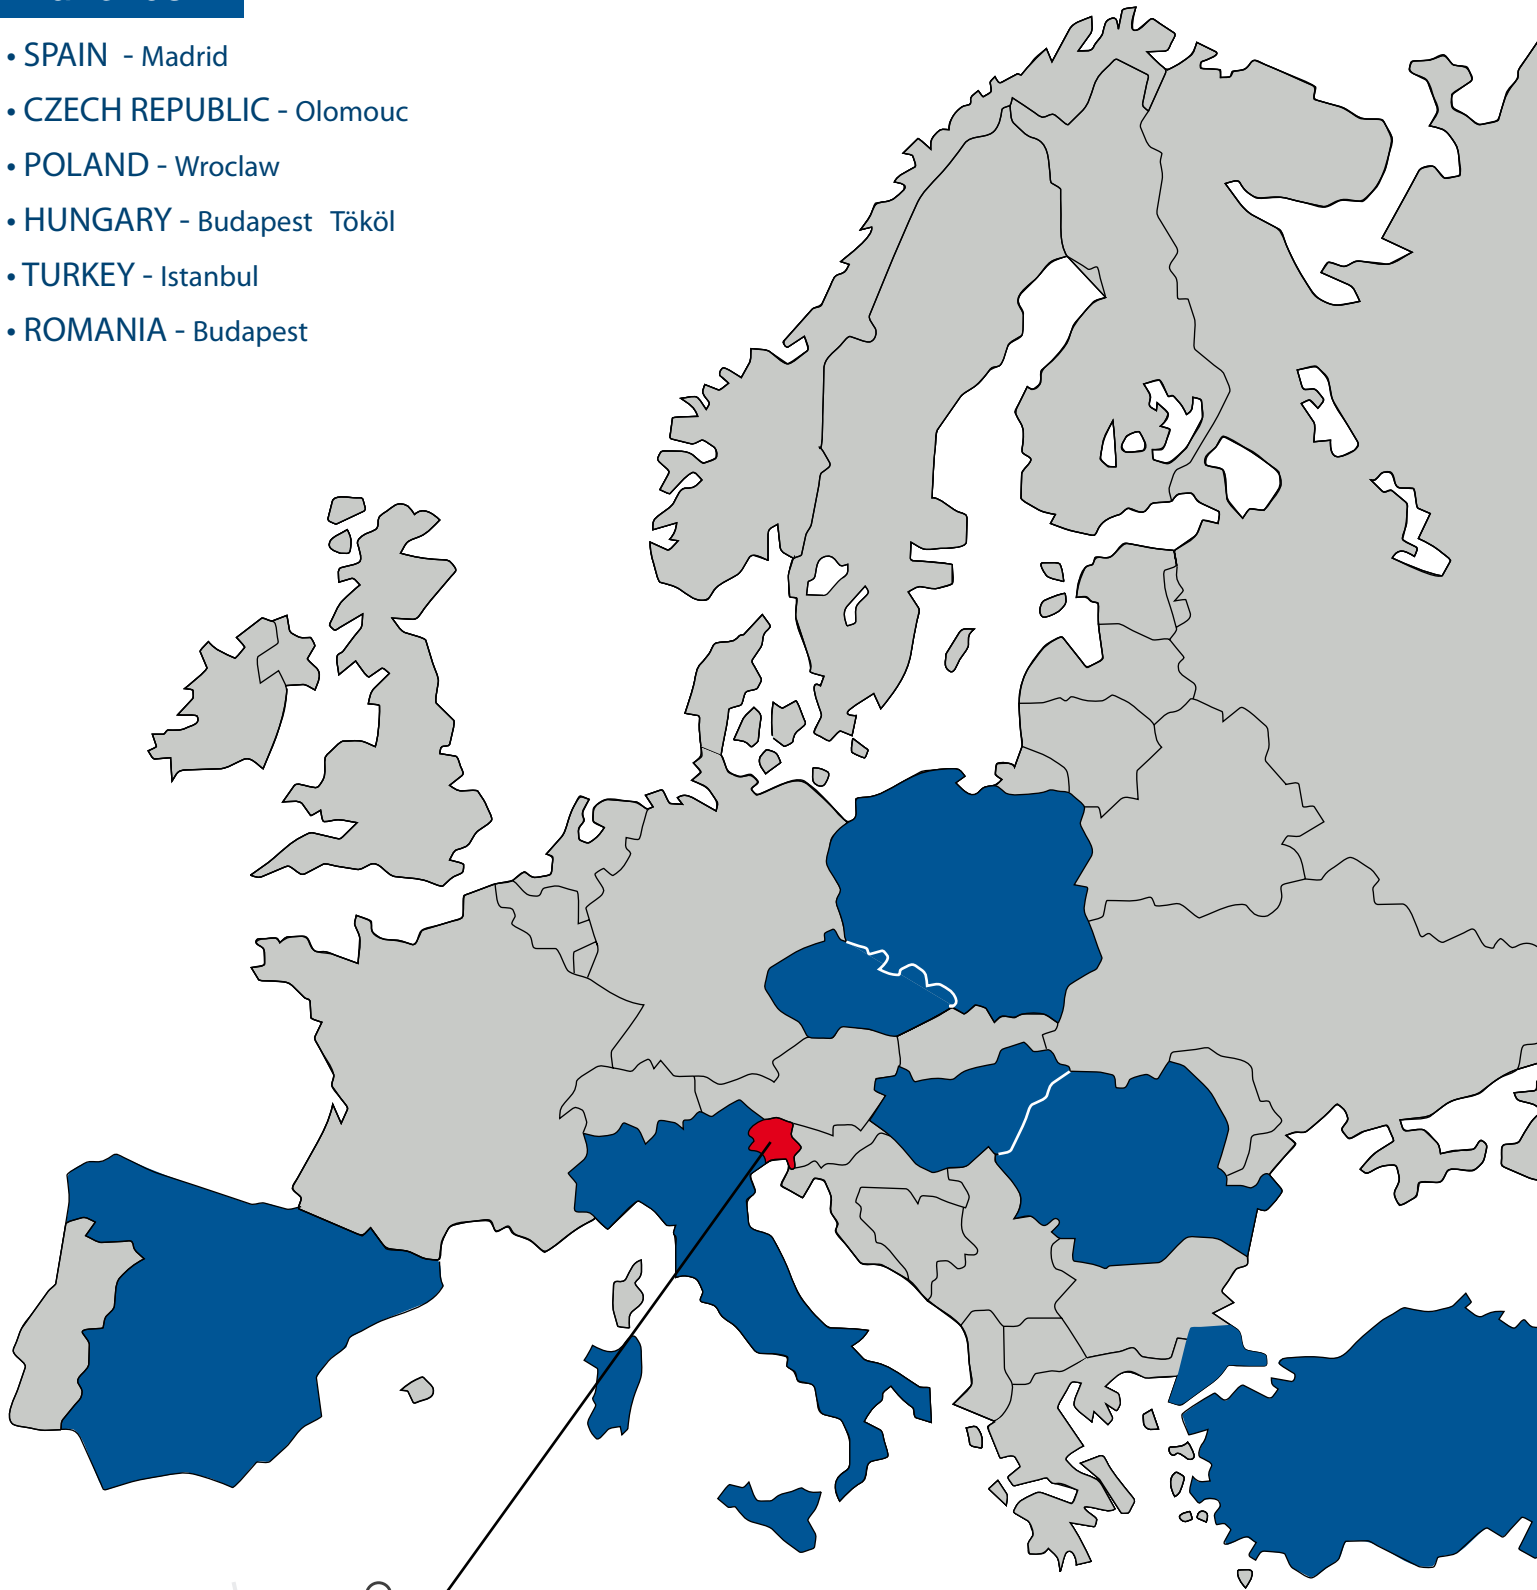 • SPAIN - Madrid
• CZECH REPUBLIC - Olomouc
• POLAND - Wroclaw
• HUNGARY - Budapest Tököl
• TURKEY - Istanbul
• ROMANIA - Budapest